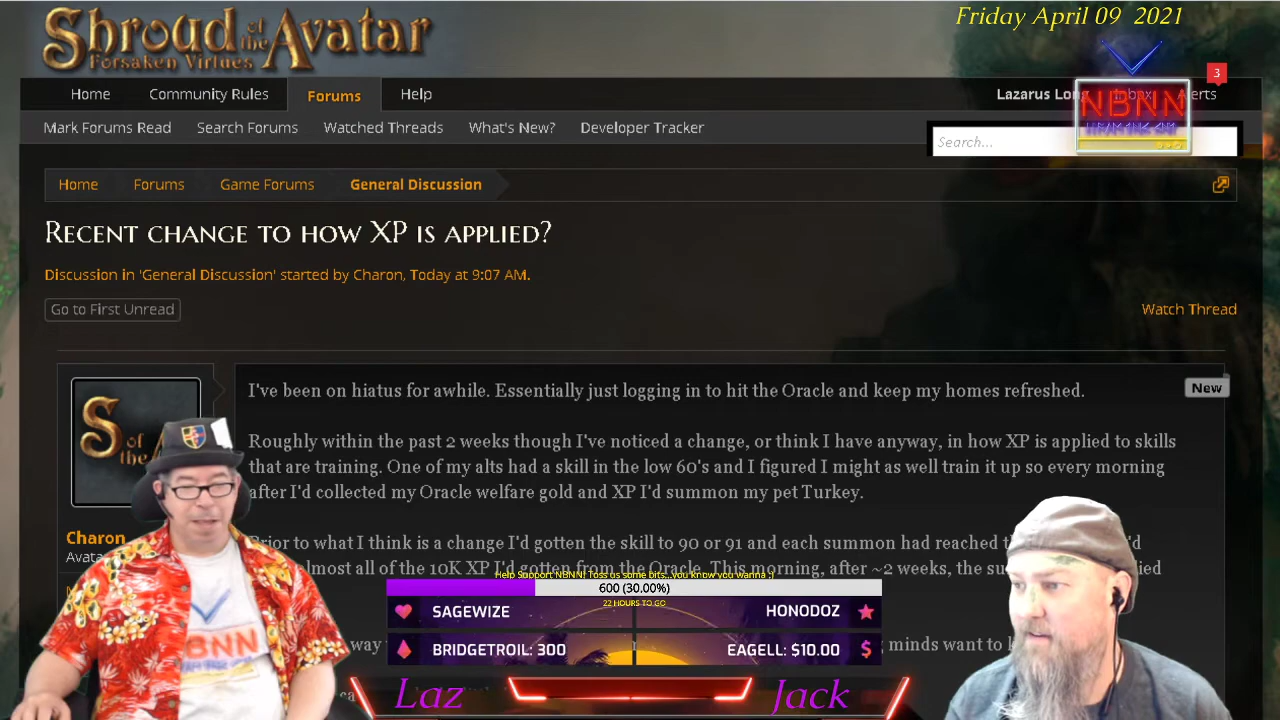 Shroud of the Avatar
Forsaken Virtues
Friday April 09 2021
3
Home Community Rules Forums Help
Lazarus Long Inbox Alerts
NBNN
Mark Forums Read Search Forums Watched Threads What's New? Developer Tracker
Search...
Home Forums Game Forums General Discussion
Recent change to how XP is applied?
Discussion in 'General Discussion' started by Charon, Today at 9:07 AM.
Go to First Unread
Watch Thread
I've been on hiatus for awhile. Essentially just logging in to hit the Oracle and keep my homes refreshed.
New
Roughly within the past 2 weeks though I've noticed a change, or think I have anyway, in how XP is applied to skills
that are training. One of my alts had a skill in the low 60's and I figured I might as well train it up so every morning
after I'd collected my Oracle welfare gold and XP I'd summon my pet Turkey.
S of
the A
Charon
Avata
Prior to what I think is a change I'd gotten the skill to 90 or 91 and each summon had reached
almost all of the 10K XP I'd gotten from the Oracle. This morning, after ~2 weeks, the
Help Support NBNN! Toss us some bits...you know you wanna ;)
600 (30.00%)
22 HOURS TO GO
SAGEWIZE HONODOZ
BRIDGETROIL: 300 EAGELL: $10.00
way
minds want to
NBNN
Laz Jack